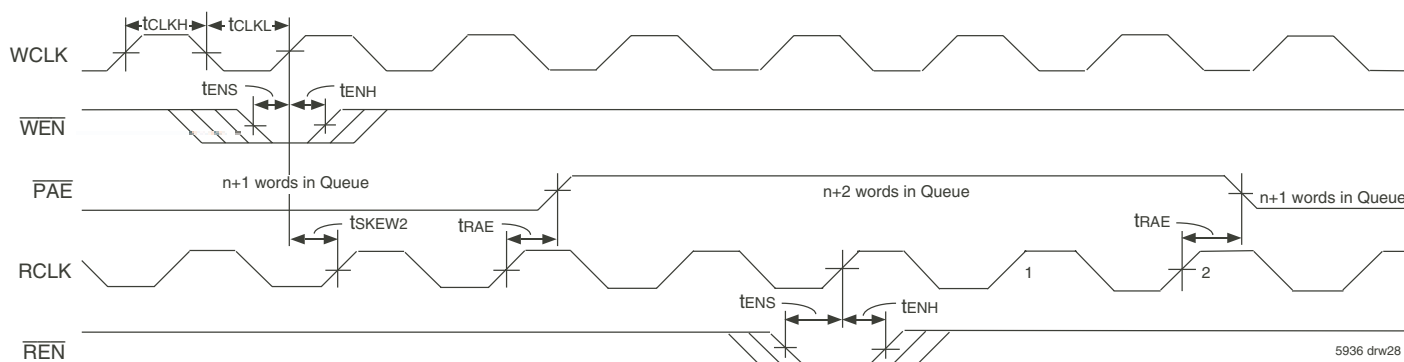 tCLKH tCLKL
WCLK
tENS tENH
WEN
PAE n+1 words in Queue n+2 words in Queue n+1 words in Queue
tSKEW2 tRAE tRAE
RCLK 1 2
tENS tENH
REN
5936 drw28